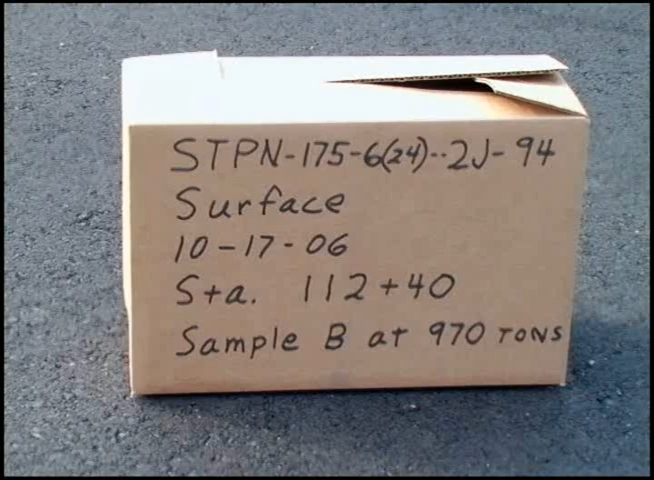 STPN-175-6(24)--2J-94
Surface
10-17-06
Sta. 112+40
Sample B at 970 TONS